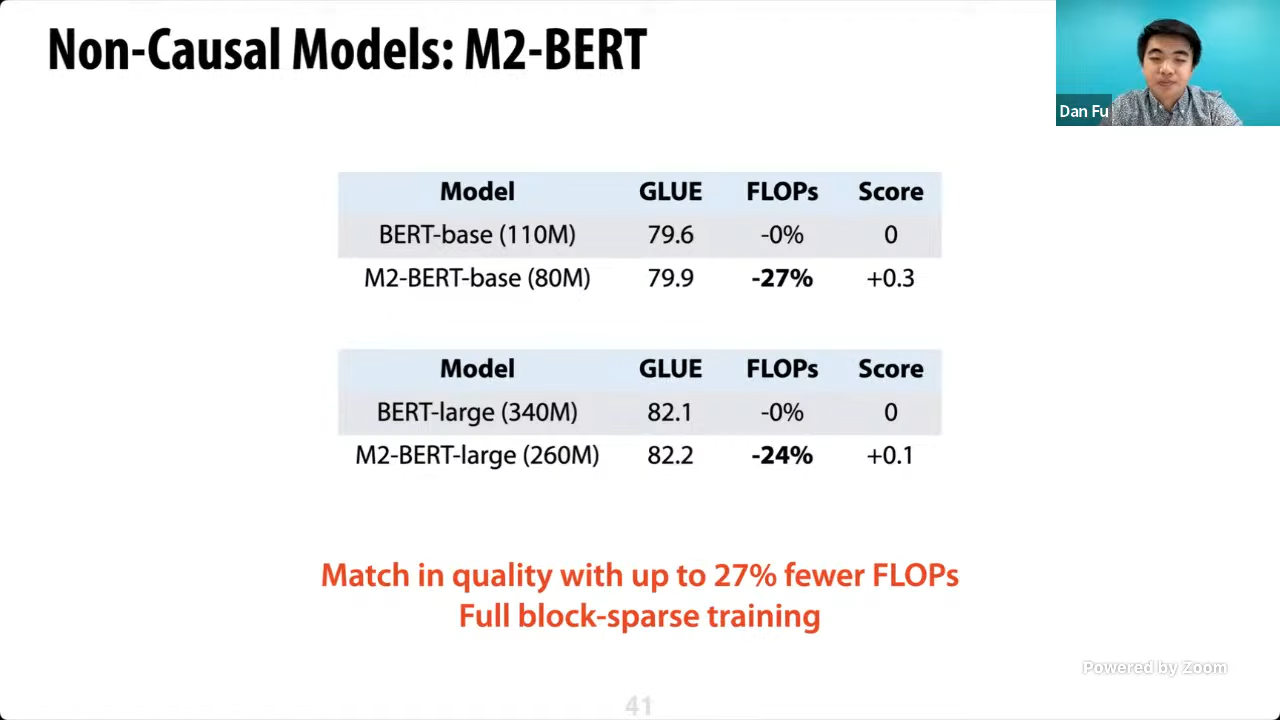 Non-Causal Models: M2-BERT
Dan Fu
Model GLUE FLOPs Score
BERT-base (110M) 79.6 -0% 0
M2-BERT-base (80M) 79.9 -27% +0.3
Model GLUE FLOPs Score
BERT-large (340M) 82.1 -0% 0
M2-BERT-large (260M) 82.2 -24% +0.1
Match in quality with up to 27% fewer FLOPs
Full block-sparse training
Powered by Zoom
41